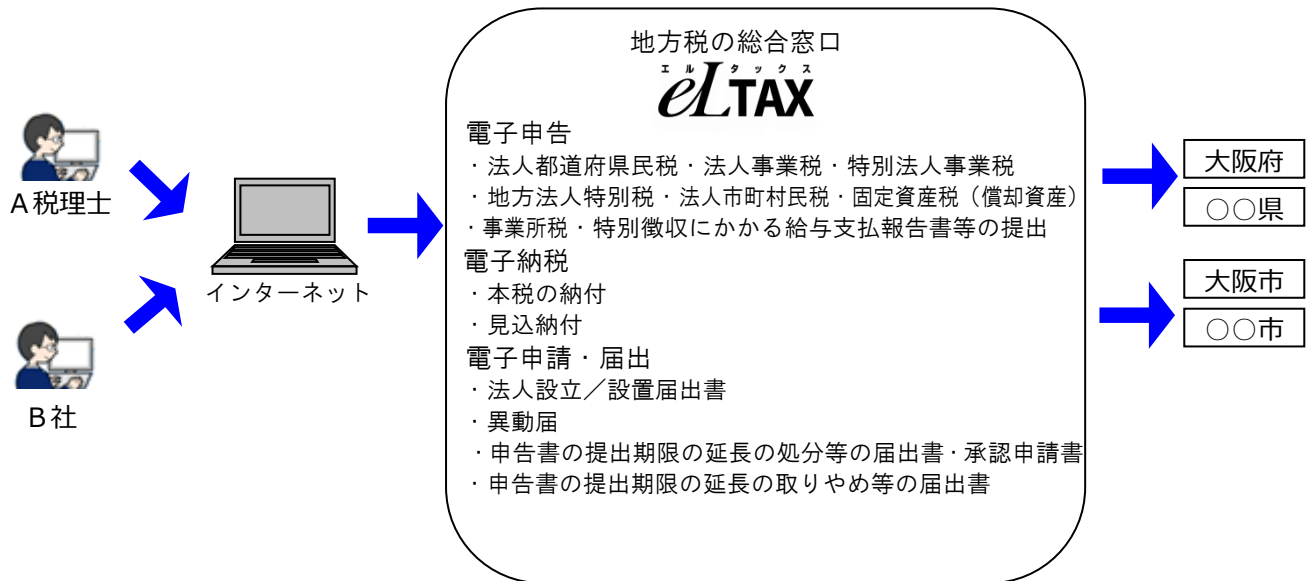 地方税の総合窓口
エルタックス
eLTAX
電子申告
・法人都道府県民税・法人事業税・特別法人事業税
・地方法人特別税・法人市町村民税・固定資産税（償却資産）
・事業所税・特別徴収にかかる給与支払報告書等の提出
電子納税
・本税の納付
・見込納付
電子申請・届出
・法人設立／設置届出書
・異動届
・申告書の提出期限の延長の処分等の届出書・承認申請書
・申告書の提出期限の延長の取りやめ等の届出書
A税理士
B社
インターネット
大阪府
○○県
大阪市
○○市